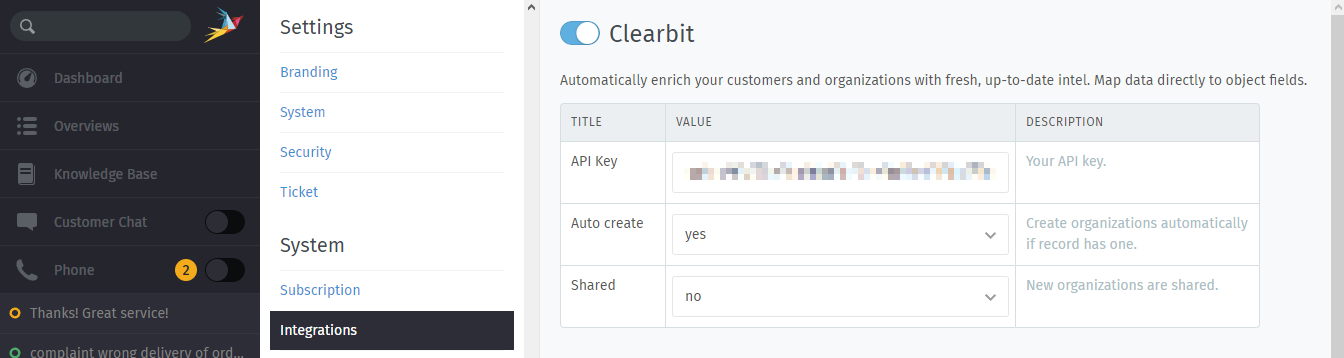 Dashboard
Overviews
Knowledge Base
Customer Chat
Phone 2
Thanks! Great service!
complaint wrong delivery of ord...
Settings
Branding
System
Security
Ticket
System
Subscription
Integrations
Clearbit
Automatically enrich your customers and organizations with fresh, up-to-date intel. Map data directly to object fields.
TITLE VALUE DESCRIPTION
API Key Your API key.
Auto create yes Create organizations automatically
if record has one.
Shared no New organizations are shared.